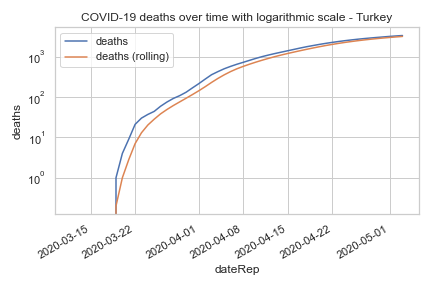 COVID-19 deaths over time with logarithmic scale - Turkey
deaths
deaths (rolling)
deaths
10³
10²
10¹
10⁰
2020-03-15
2020-03-22
2020-04-01
2020-04-08
2020-04-15
2020-04-22
2020-05-01
dateRep